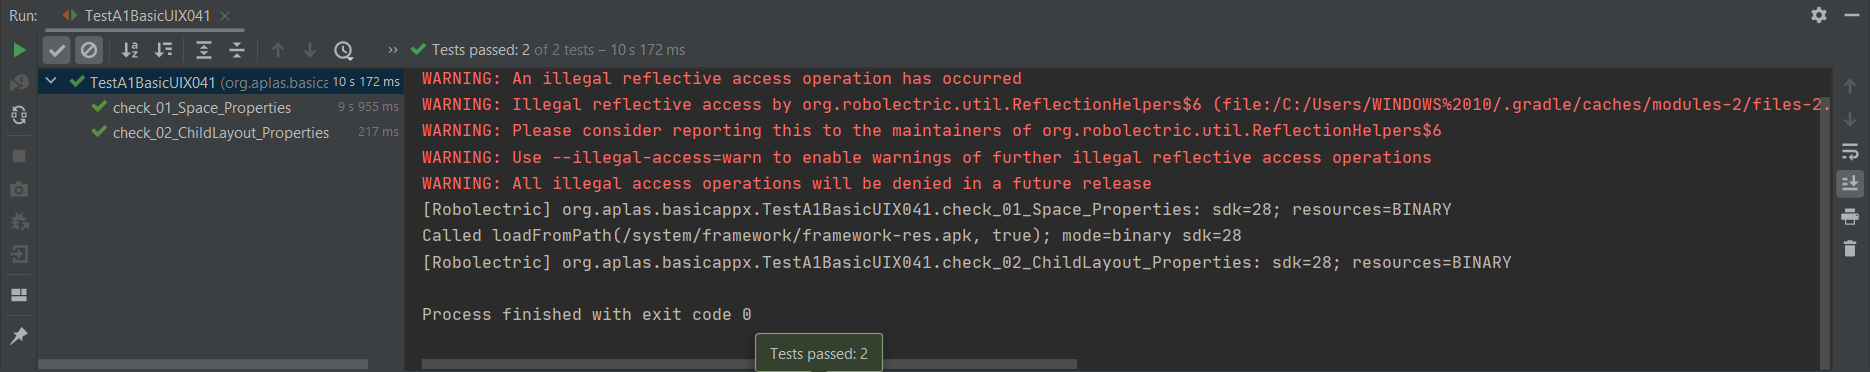 Run: TestA1BasicUIX041
Tests passed: 2 of 2 tests – 10 s 172 ms
TestA1BasicUIX041 (org.aplas.basica 10 s 172 ms
check_01_Space_Properties 9 s 955 ms
check_02_ChildLayout_Properties 217 ms
WARNING: An illegal reflective access operation has occurred
WARNING: Illegal reflective access by org.robolectric.util.ReflectionHelpers$6 (file:/C:/Users/WINDOWS%2010/.gradle/caches/modules-2/files-2.
WARNING: Please consider reporting this to the maintainers of org.robolectric.util.ReflectionHelpers$6
WARNING: Use --illegal-access=warn to enable warnings of further illegal reflective access operations
WARNING: All illegal access operations will be denied in a future release
[Robolectric] org.aplas.basicappx.TestA1BasicUIX041.check_01_Space_Properties: sdk=28; resources=BINARY
Called loadFromPath(/system/framework/framework-res.apk, true); mode=binary sdk=28
[Robolectric] org.aplas.basicappx.TestA1BasicUIX041.check_02_ChildLayout_Properties: sdk=28; resources=BINARY
Process finished with exit code 0
Tests passed: 2